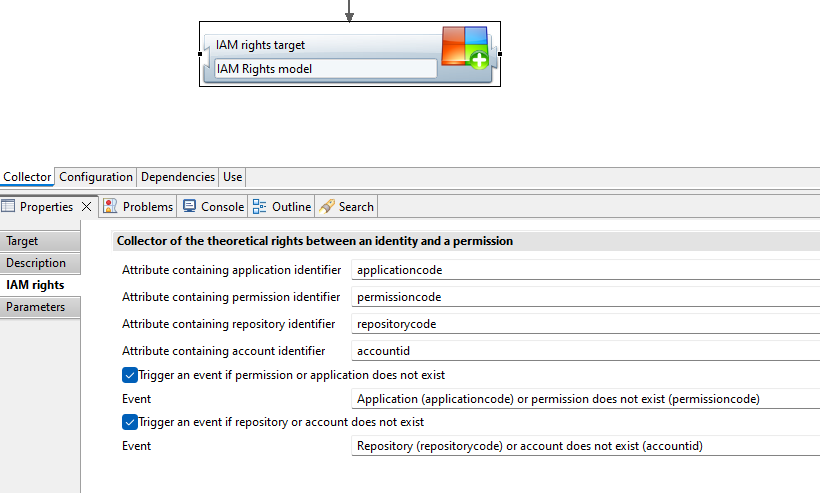 IAM rights target
IAM Rights model
Collector Configuration Dependencies Use
Properties Problems Console Outline Search
Target
Description
IAM rights
Parameters
Collector of the theoretical rights between an identity and a permission
Attribute containing application identifier applicationcode
Attribute containing permission identifier permissioncode
Attribute containing repository identifier repositorycode
Attribute containing account identifier accountid
Trigger an event if permission or application does not exist
Event Application (applicationcode) or permission does not exist (permissioncode)
Trigger an event if repository or account does not exist
Event Repository (repositorycode) or account does not exist (accountid)